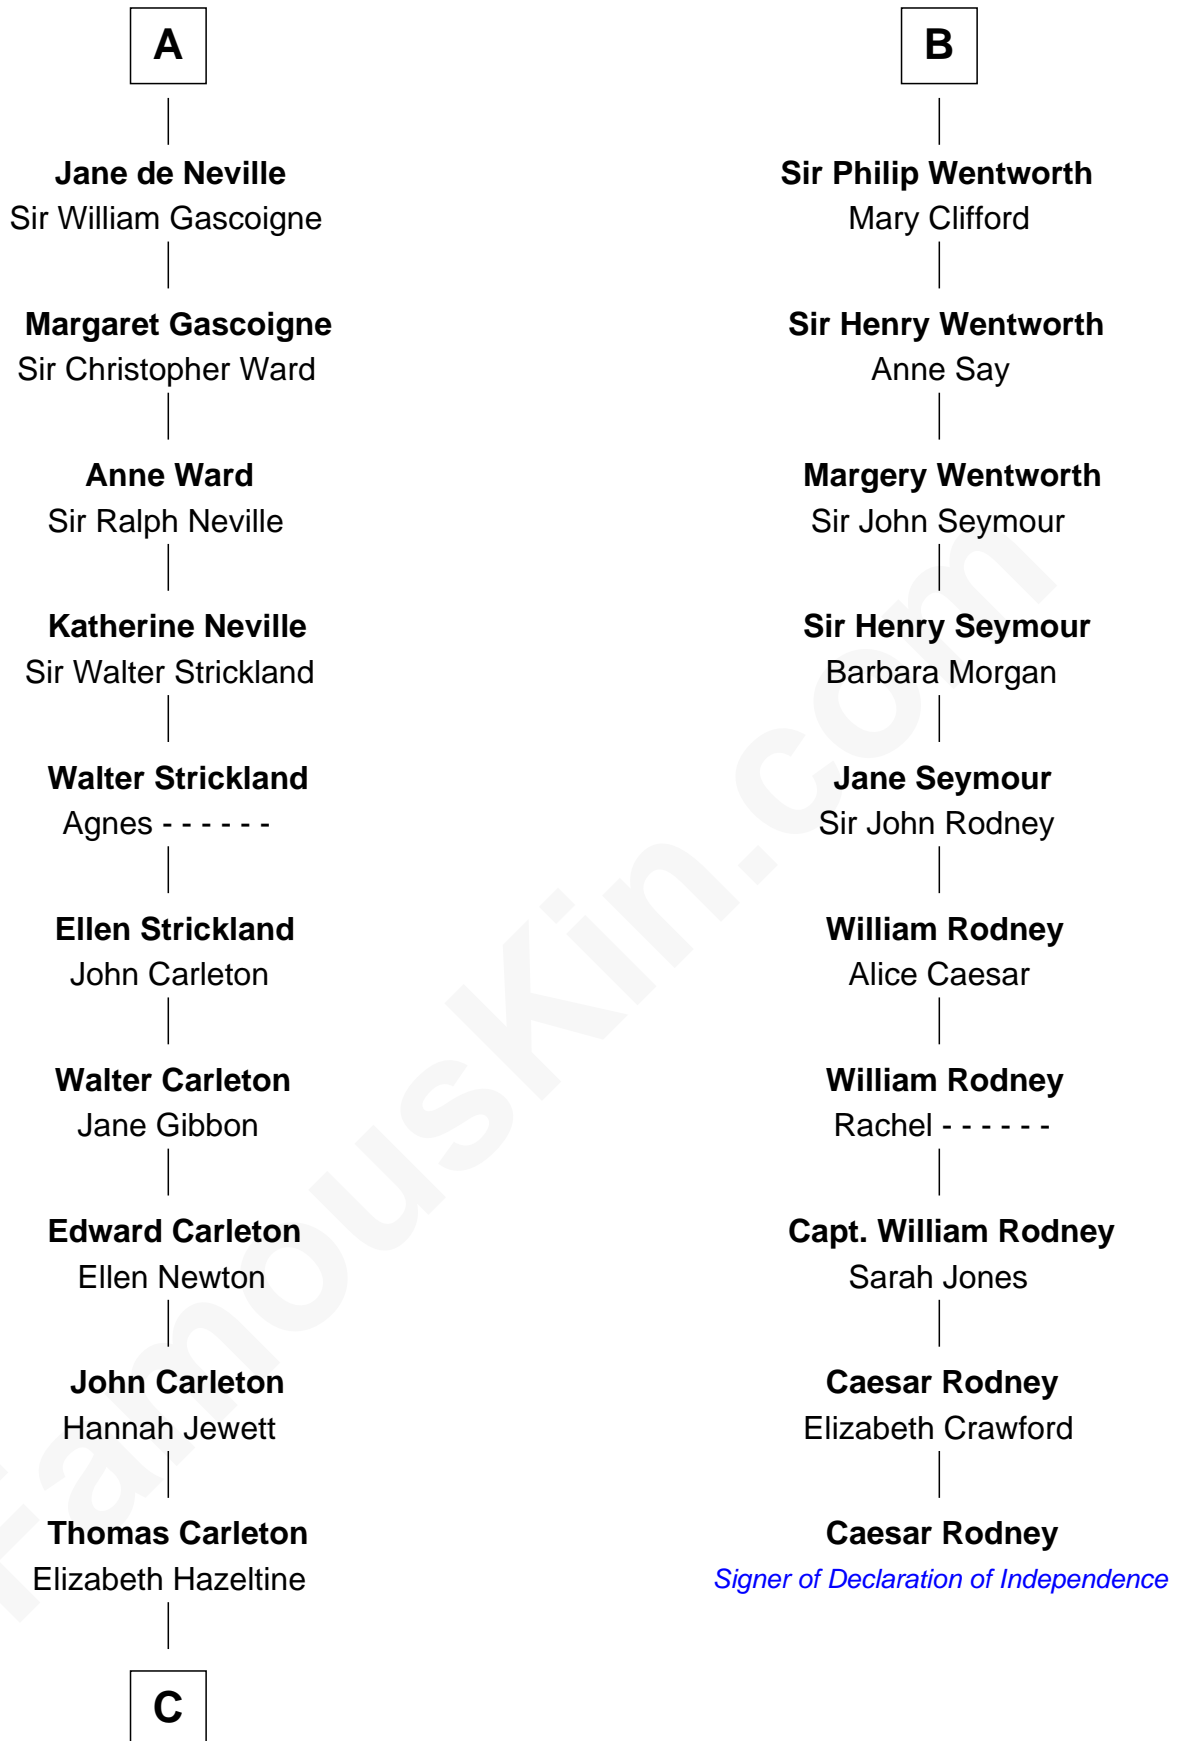 A
Jane de Neville
Sir William Gascoigne
Margaret Gascoigne
Sir Christopher Ward
Anne Ward
Sir Ralph Neville
Katherine Neville
Sir Walter Strickland
Walter Strickland
Agnes - - - - - -
Ellen Strickland
John Carleton
Walter Carleton
Jane Gibbon
Edward Carleton
Ellen Newton
John Carleton
Hannah Jewett
Thomas Carleton
Elizabeth Hazeltine
C
B
Sir Philip Wentworth
Mary Clifford
Sir Henry Wentworth
Anne Say
Margery Wentworth
Sir John Seymour
Sir Henry Seymour
Barbara Morgan
Jane Seymour
Sir John Rodney
William Rodney
Alice Caesar
William Rodney
Rachel - - - - - -
Capt. William Rodney
Sarah Jones
Caesar Rodney
Elizabeth Crawford
Caesar Rodney
Signer of Declaration of Independence
FamousKin.com